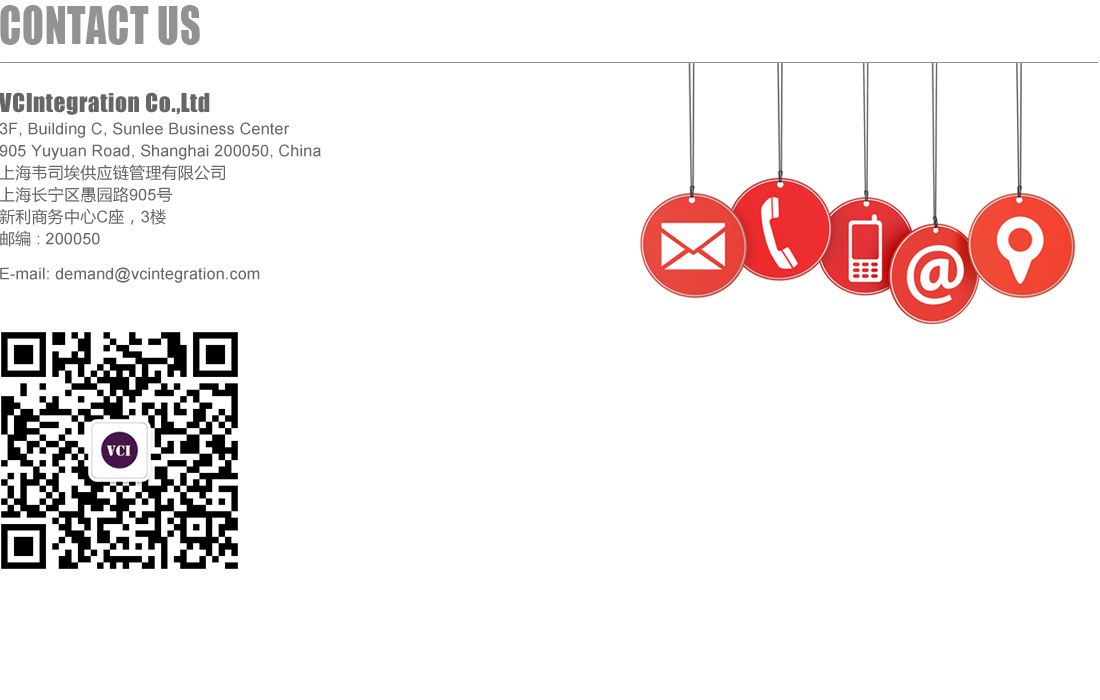 CONTACT US
VCIntegration Co.,Ltd
3F, Building C, Sunlee Business Center
905 Yuyuan Road, Shanghai 200050, China
上海韦司埃供应链管理有限公司
上海长宁区愚园路905号
新利商务中心C座，3楼
邮编 : 200050
E-mail: demand@vcintegration.com
@
VCI